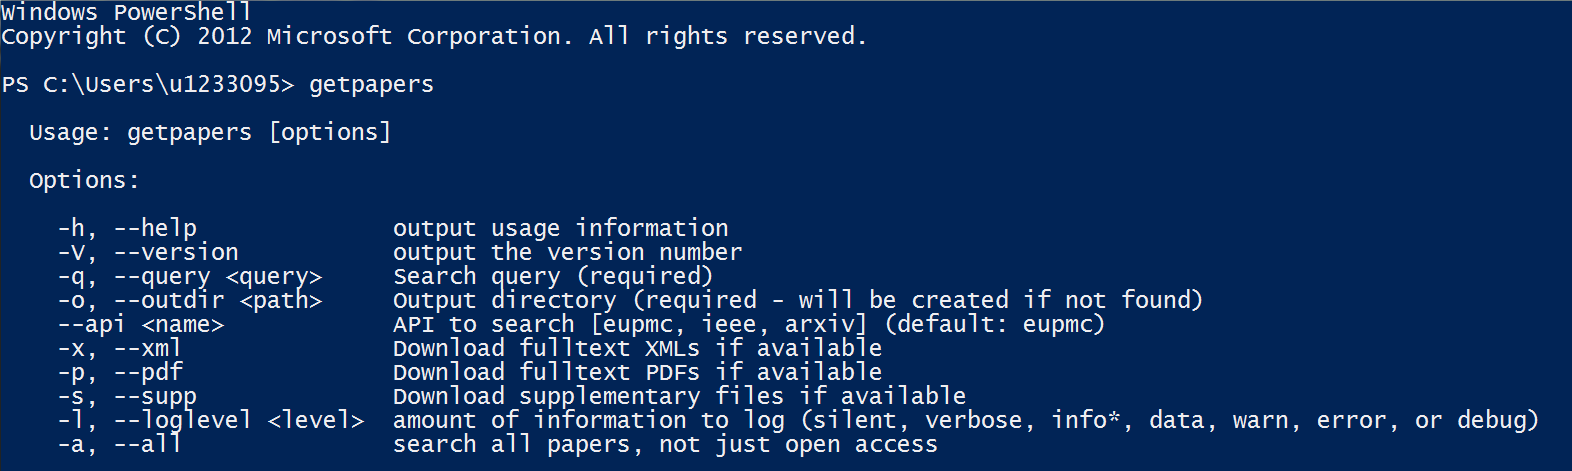 Windows PowerShell
Copyright (C) 2012 Microsoft Corporation. All rights reserved.
PS C:\Users\u1233095> getpapers
Usage: getpapers [options]
Options:
-h, --help output usage information
-V, --version output the version number
-q, --query <query> Search query (required)
-o, --outdir <path> Output directory (required - will be created if not found)
--api <name> API to search [eupmc, ieee, arxiv] (default: eupmc)
-x, --xml Download fulltext XMLs if available
-p, --pdf Download fulltext PDFs if available
-s, --supp Download supplementary files if available
-l, --loglevel <level> amount of information to log (silent, verbose, info*, data, warn, error, or debug)
-a, --all search all papers, not just open access